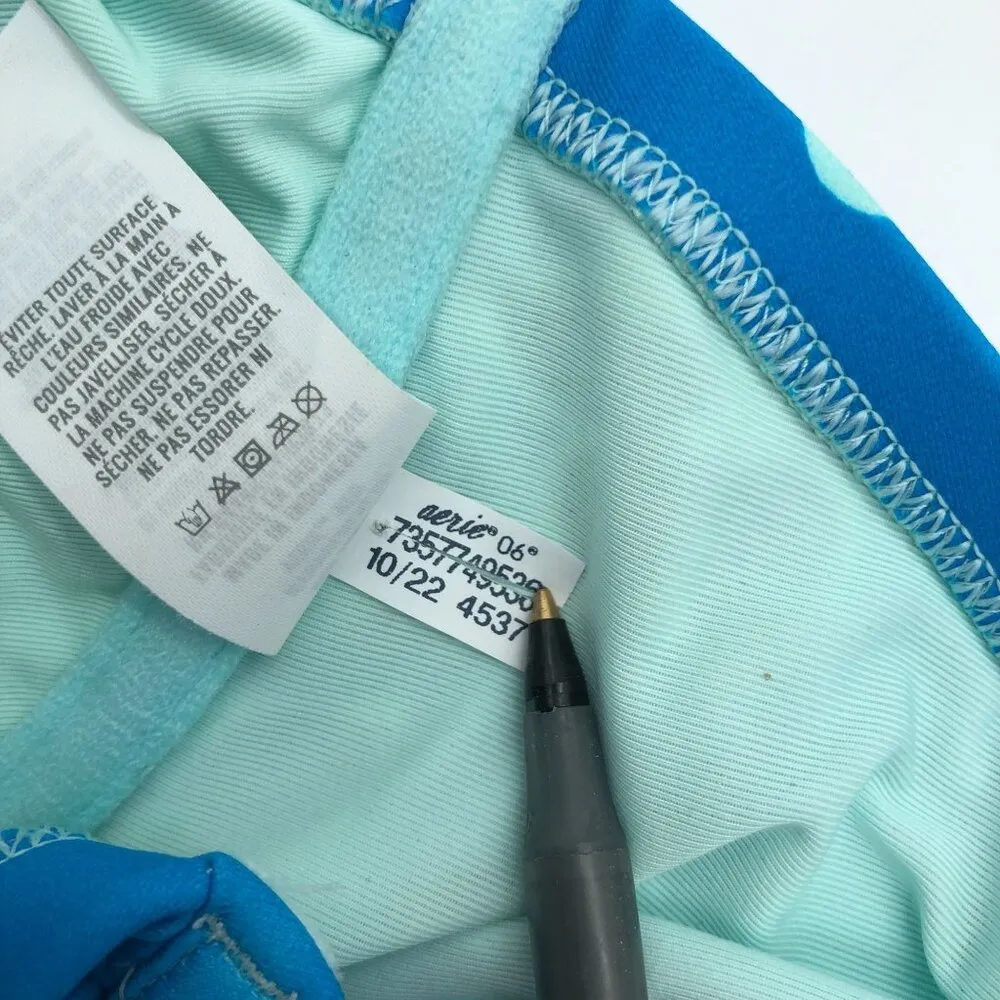 ÉVITER TOUTE SURFACE
RÊCHE. LAVER À LA MAIN À
L'EAU FROIDE AVEC
COULEURS SIMILAIRES. NE
PAS JAVELLISER. SÉCHER À
LA MACHINE CYCLE DOUX.
NE PAS SUSPENDRE POUR
SÉCHER. NE PAS REPASSER.
NE PAS ESSORER NI
TORDRE.
aerie® 06®
7357749536
10/22 4537